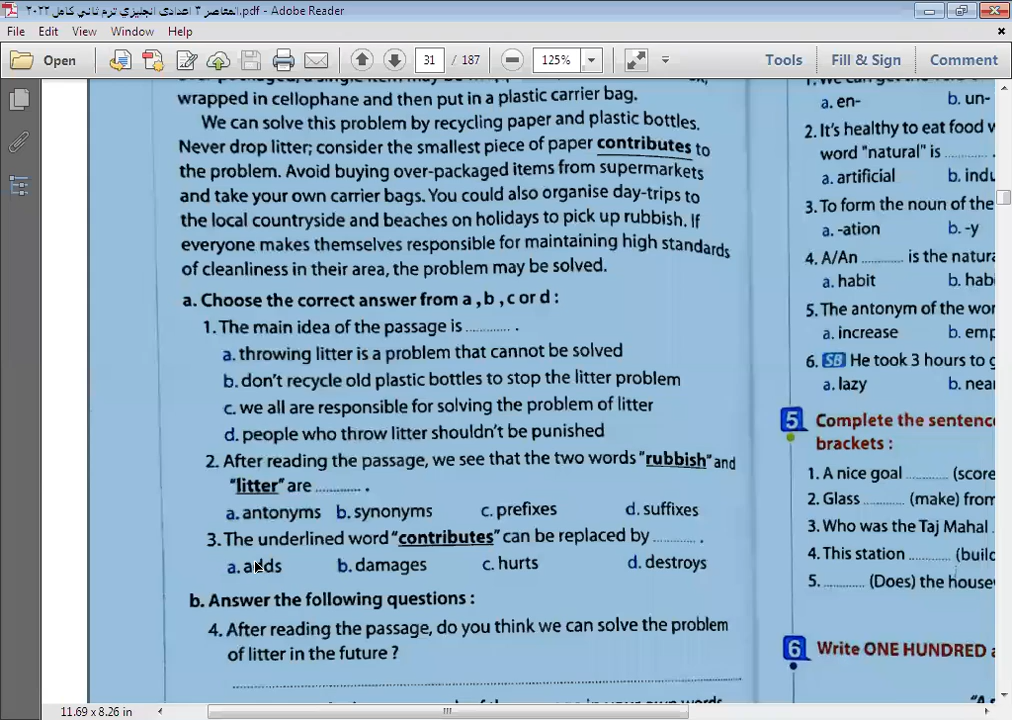 المعاصر ٣ اعدادى انجليزي ترم ثاني كامل ٢٠٢٢.pdf - Adobe Reader
File Edit View Window Help
Open 31 / 187 125% Tools Fill & Sign Comment
wrapped in cellophane and then put in a plastic carrier bag.
We can solve this problem by recycling paper and plastic bottles.
Never drop litter; consider the smallest piece of paper contributes to
the problem. Avoid buying over-packaged items from supermarkets
and take your own carrier bags. You could also organise day-trips to
the local countryside and beaches on holidays to pick up rubbish. If
everyone makes themselves responsible for maintaining high standards
of cleanliness in their area, the problem may be solved.
a. Choose the correct answer from a , b , c or d :
1. The main idea of the passage is ............ .
a. throwing litter is a problem that cannot be solved
b. don't recycle old plastic bottles to stop the litter problem
c. we all are responsible for solving the problem of litter
d. people who throw litter shouldn't be punished
2. After reading the passage, we see that the two words "rubbish" and
"litter" are ............ .
a. antonyms b. synonyms c. prefixes d. suffixes
3. The underlined word "contributes" can be replaced by ............ .
a. adds b. damages c. hurts d. destroys
b. Answer the following questions :
4. After reading the passage, do you think we can solve the problem
of litter in the future ?
a. en- b. un-
2. It's healthy to eat food
word "natural" is ............ .
a. artificial b.
3. To form the noun of the
a. -ation b. -y
4. A/An ............ is the
a. habit b.
5. The antonym of the
a. increase b.
6. SB He took 3 hours to
a. lazy b.
5 Complete the
brackets :
1. A nice goal ............ (score
2. Glass ............ (make) from
3. Who was the Taj Mahal
4. This station ............
5. ............ (Does) the
6 Write ONE HUNDRED
11.69 x 8.26 in